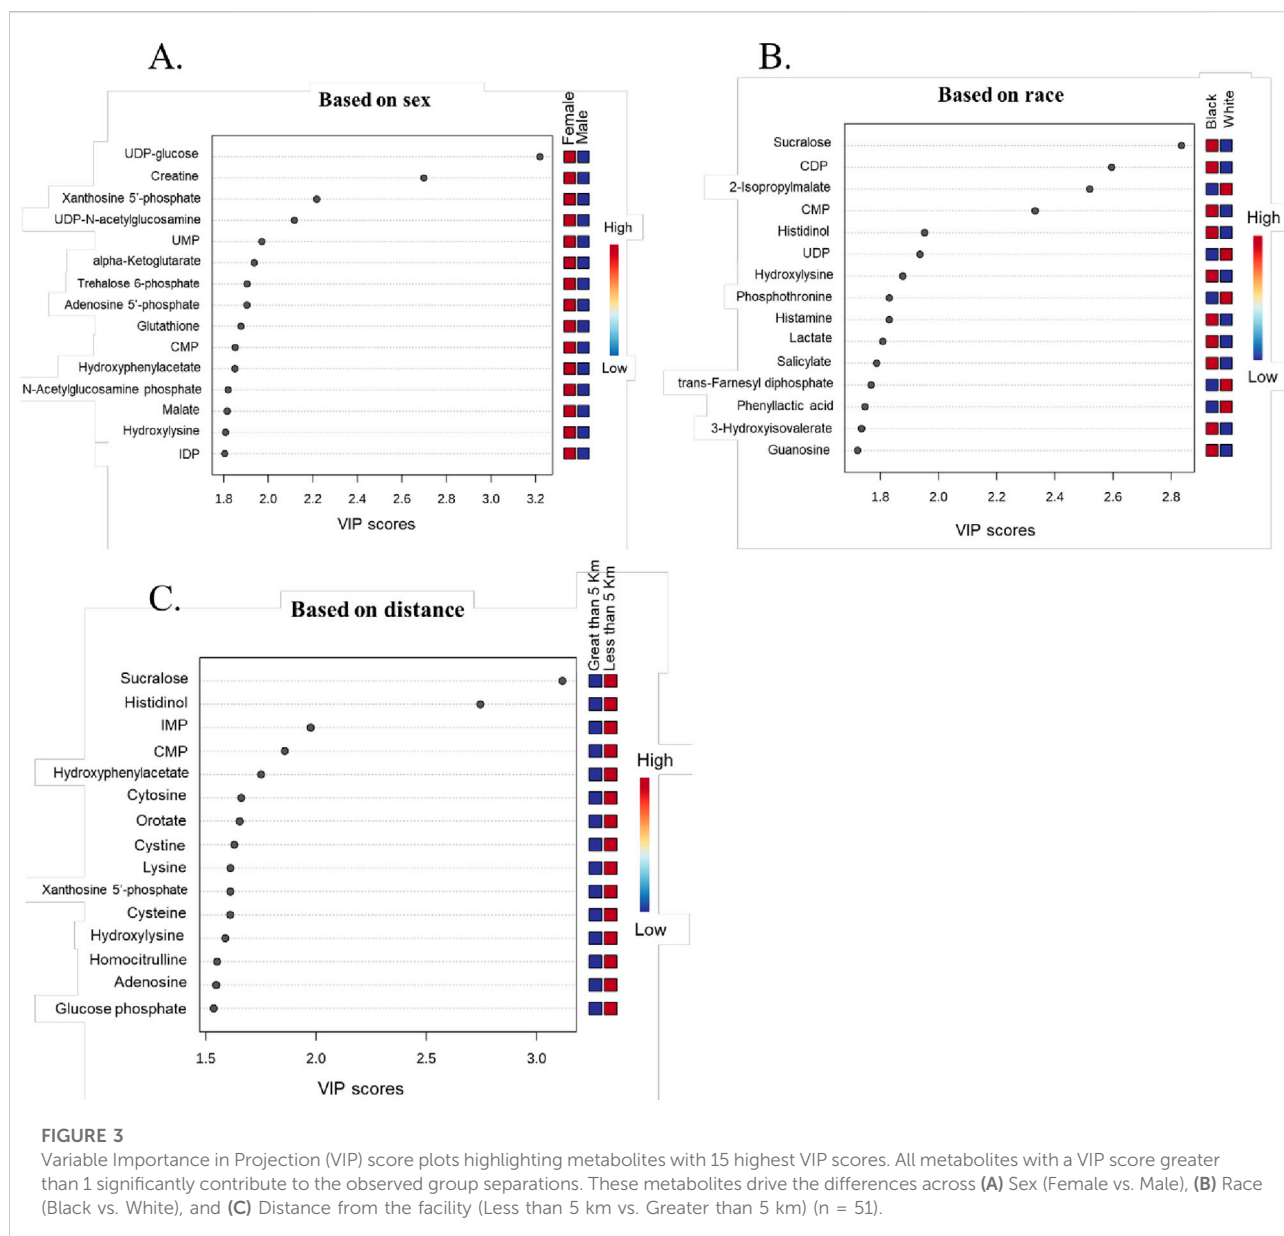 A.
Based on sex
Female
Male
UDP-glucose
Creatine
Xanthosine 5'-phosphate
UDP-N-acetylglucosamine
UMP
alpha-Ketoglutarate
Trehalose 6-phosphate
Adenosine 5'-phosphate
Glutathione
CMP
Hydroxyphenylacetate
N-Acetylglucosamine phosphate
Malate
Hydroxylysine
IDP
High
Low
1.8 2.0 2.2 2.4 2.6 2.8 3.0 3.2
VIP scores
B.
Based on race
Black
White
Sucralose
CDP
2-Isopropylmalate
CMP
Histidinol
UDP
Hydroxylysine
Phosphothronine
Histamine
Lactate
Salicylate
trans-Farnesyl diphosphate
Phenyllactic acid
3-Hydroxyisovalerate
Guanosine
High
Low
1.8 2.0 2.2 2.4 2.6 2.8
VIP scores
C.
Based on distance
Great than 5 Km
Less than 5 Km
Sucralose
Histidinol
IMP
CMP
Hydroxyphenylacetate
Cytosine
Orotate
Cystine
Lysine
Xanthosine 5'-phosphate
Cysteine
Hydroxylysine
Homocitrulline
Adenosine
Glucose phosphate
High
Low
1.5 2.0 2.5 3.0
VIP scores
FIGURE 3
Variable Importance in Projection (VIP) score plots highlighting metabolites with 15 highest VIP scores. All metabolites with a VIP score greater
than 1 significantly contribute to the observed group separations. These metabolites drive the differences across (A) Sex (Female vs. Male), (B) Race
(Black vs. White), and (C) Distance from the facility (Less than 5 km vs. Greater than 5 km) (n = 51).